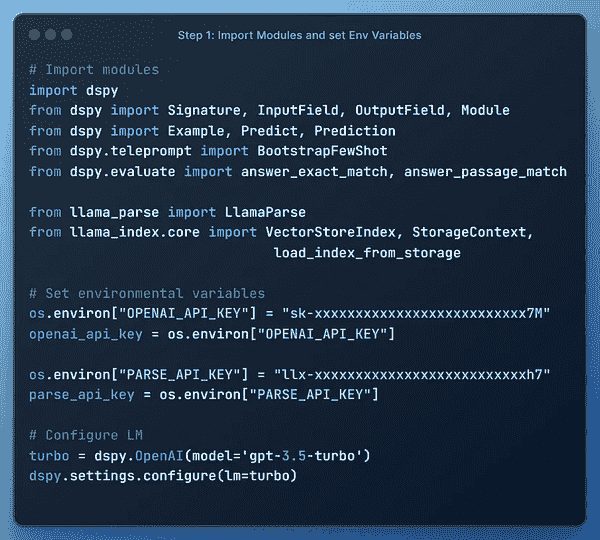 Step 1: Import Modules and set Env Variables
# Import modules
import dspy
from dspy import Signature, InputField, OutputField, Module
from dspy import Example, Predict, Prediction
from dspy.teleprompt import BootstrapFewShot
from dspy.evaluate import answer_exact_match, answer_passage_match
from llama_parse import LlamaParse
from llama_index.core import VectorStoreIndex, StorageContext,
load_index_from_storage
# Set environmental variables
os.environ["OPENAI_API_KEY"] = "sk-xxxxxxxxxxxxxxxxxxxxxxxxxx7M"
openai_api_key = os.environ["OPENAI_API_KEY"]
os.environ["PARSE_API_KEY"] = "llx-xxxxxxxxxxxxxxxxxxxxxxxxxxh7"
parse_api_key = os.environ["PARSE_API_KEY"]
# Configure LM
turbo = dspy.OpenAI(model='gpt-3.5-turbo')
dspy.settings.configure(lm=turbo)